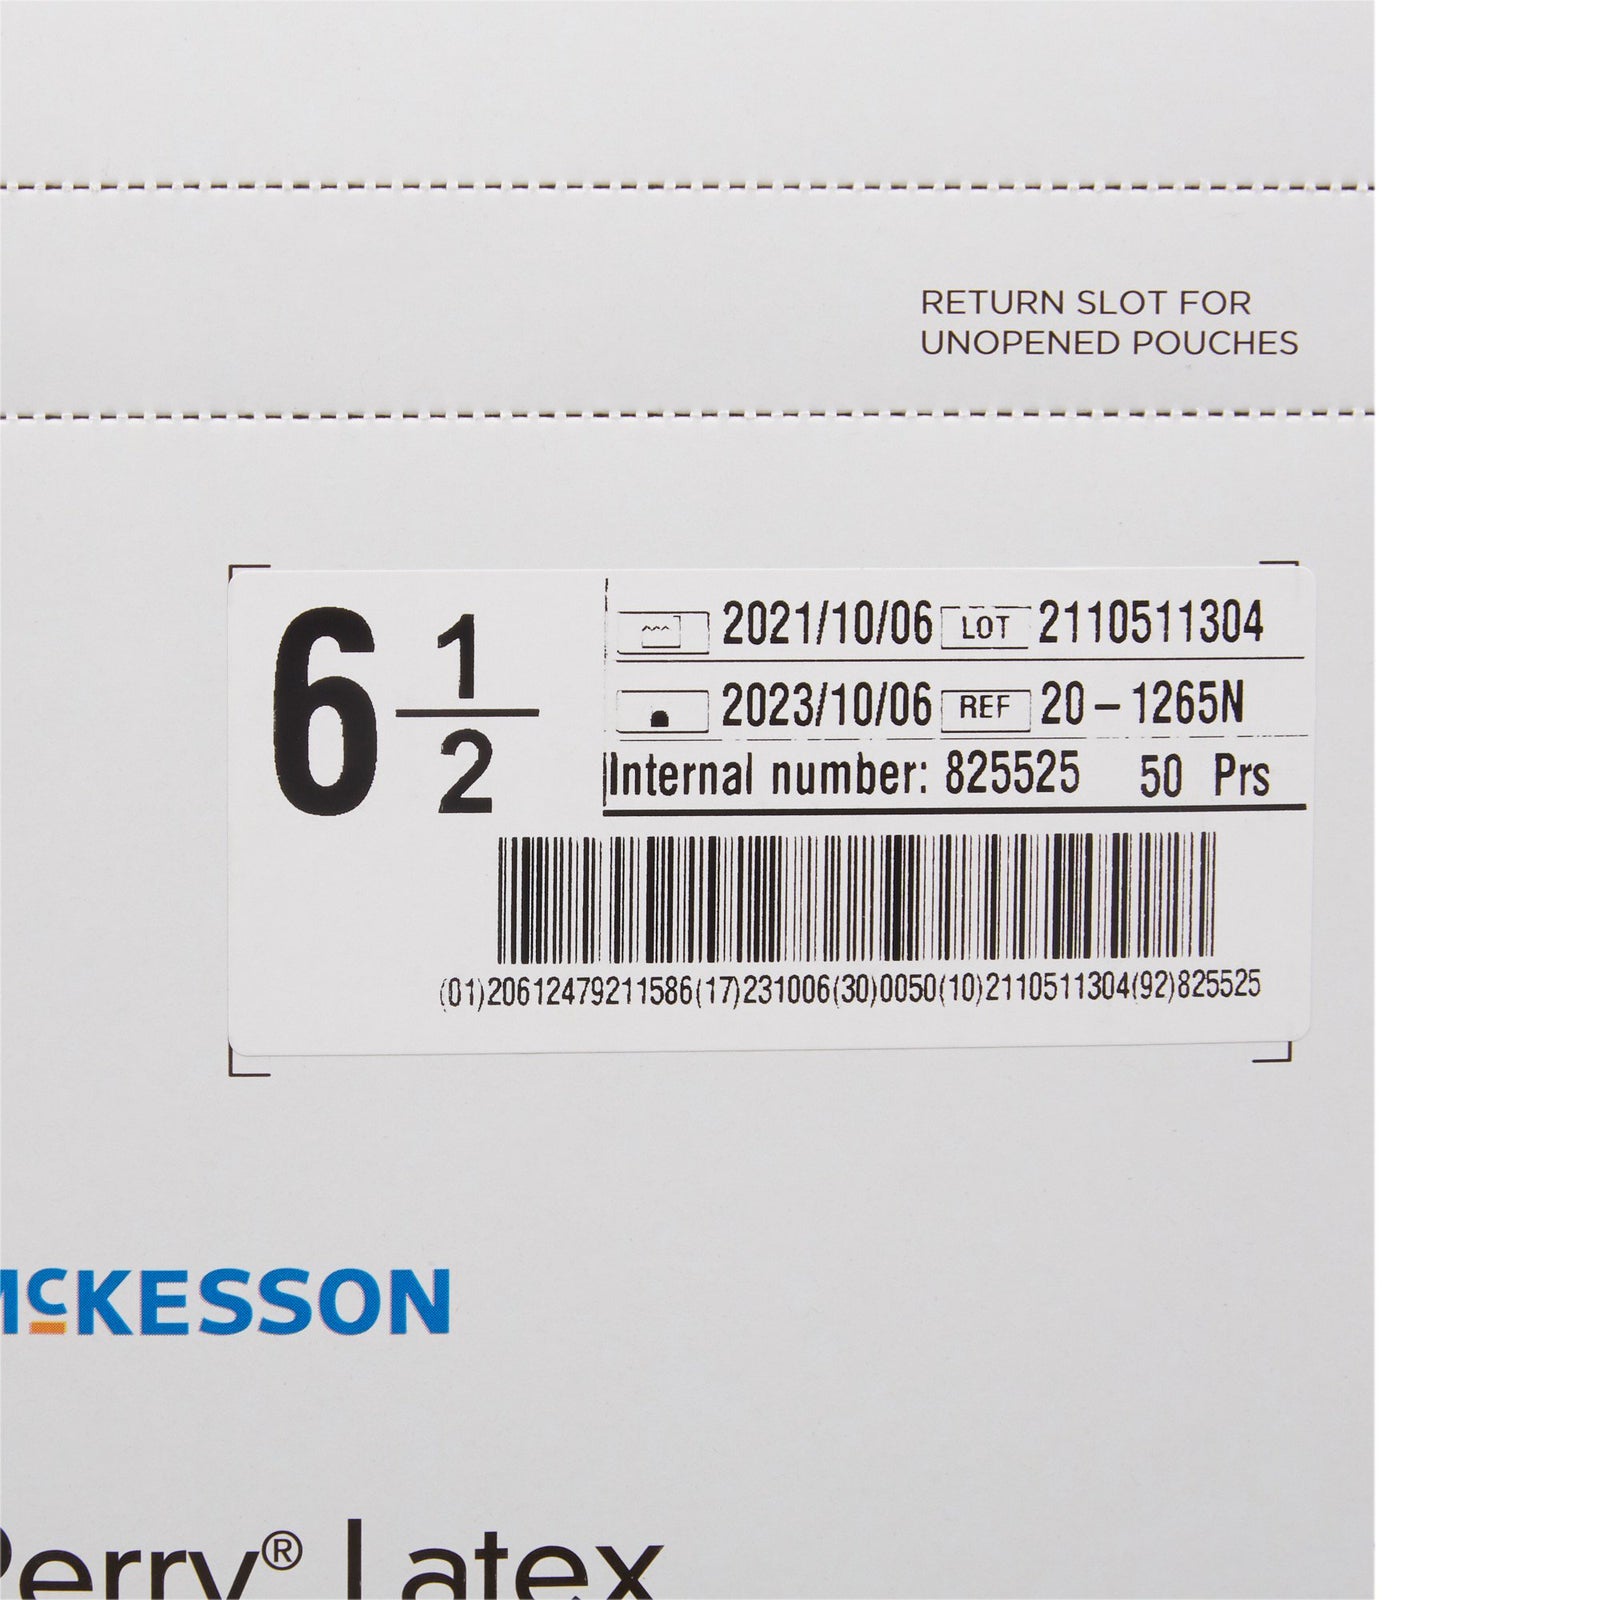 RETURN SLOT FOR
UNOPENED POUCHES
6 1/2
2021/10/06 LOT 2110511304
2023/10/06 REF 20-1265N
Internal number: 825525 50 Prs
(01)20612479211586(17)231006(30)0050(10)2110511304(92)825525
McKESSON
Perry® Latex